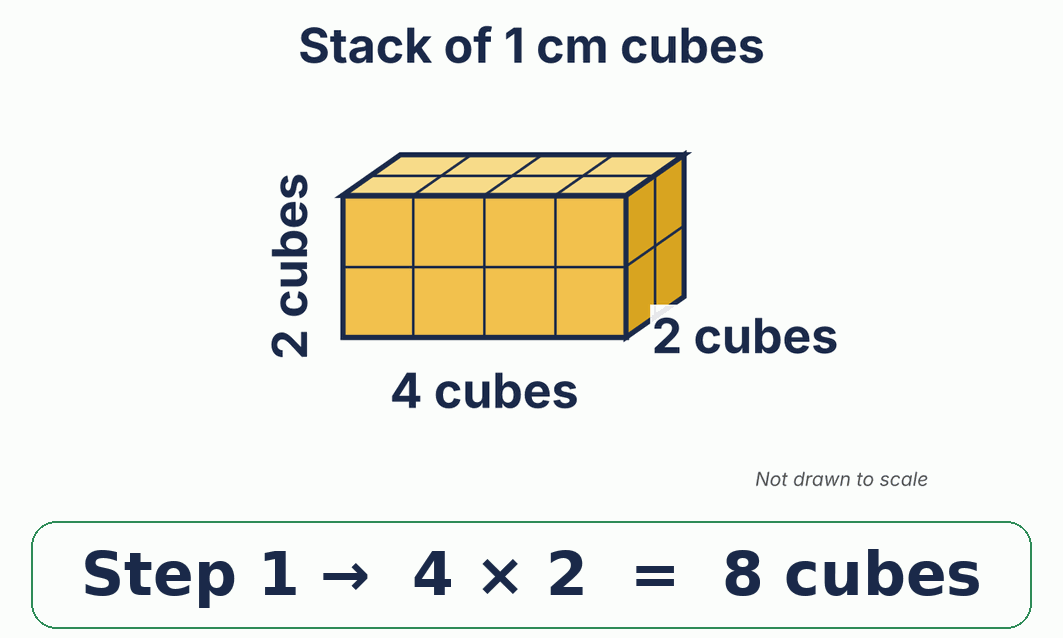 Stack of 1 cm cubes
2 cubes
2 cubes
4 cubes
Not drawn to scale
Step 1 → 4 × 2 = 8 cubes